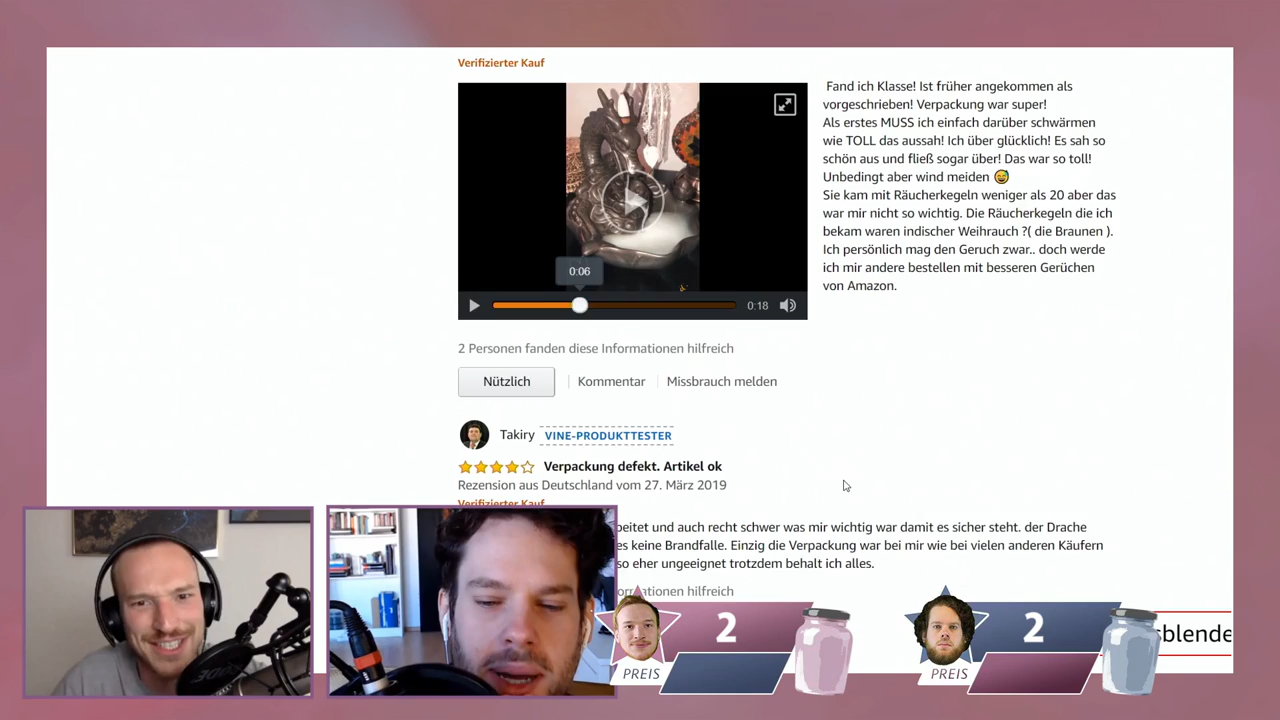 Verifizierter Kauf
Fand ich Klasse! Ist früher angekommen als
vorgeschrieben! Verpackung war super!
Als erstes MUSS ich einfach darüber schwärmen
wie TOLL das aussah! Ich über glücklich! Es sah so
schön aus und fließ sogar über! Das war so toll!
Unbedingt aber wind meiden 😅
Sie kam mit Räucherkegeln weniger als 20 aber das
war mir nicht so wichtig. Die Räucherkegeln die ich
bekam waren indischer Weihrauch ?( die Braunen ).
Ich persönlich mag den Geruch zwar.. doch werde
ich mir andere bestellen mit besseren Gerüchen
von Amazon.
0:06
0:18
2 Personen fanden diese Informationen hilfreich
Nützlich
Kommentar
Missbrauch melden
Takiry VINE-PRODUKTTESTER
Verpackung defekt. Artikel ok
Rezension aus Deutschland vom 27. März 2019
Verifizierter Kauf
beitet und auch recht schwer was mir wichtig war damit es sicher steht. der Drache
es keine Brandfalle. Einzig die Verpackung war bei mir wie bei vielen anderen Käufern
so eher ungeeignet trotzdem behalt ich alles.
ormationen hilfreich
2
PREIS
2
PREIS
sblende